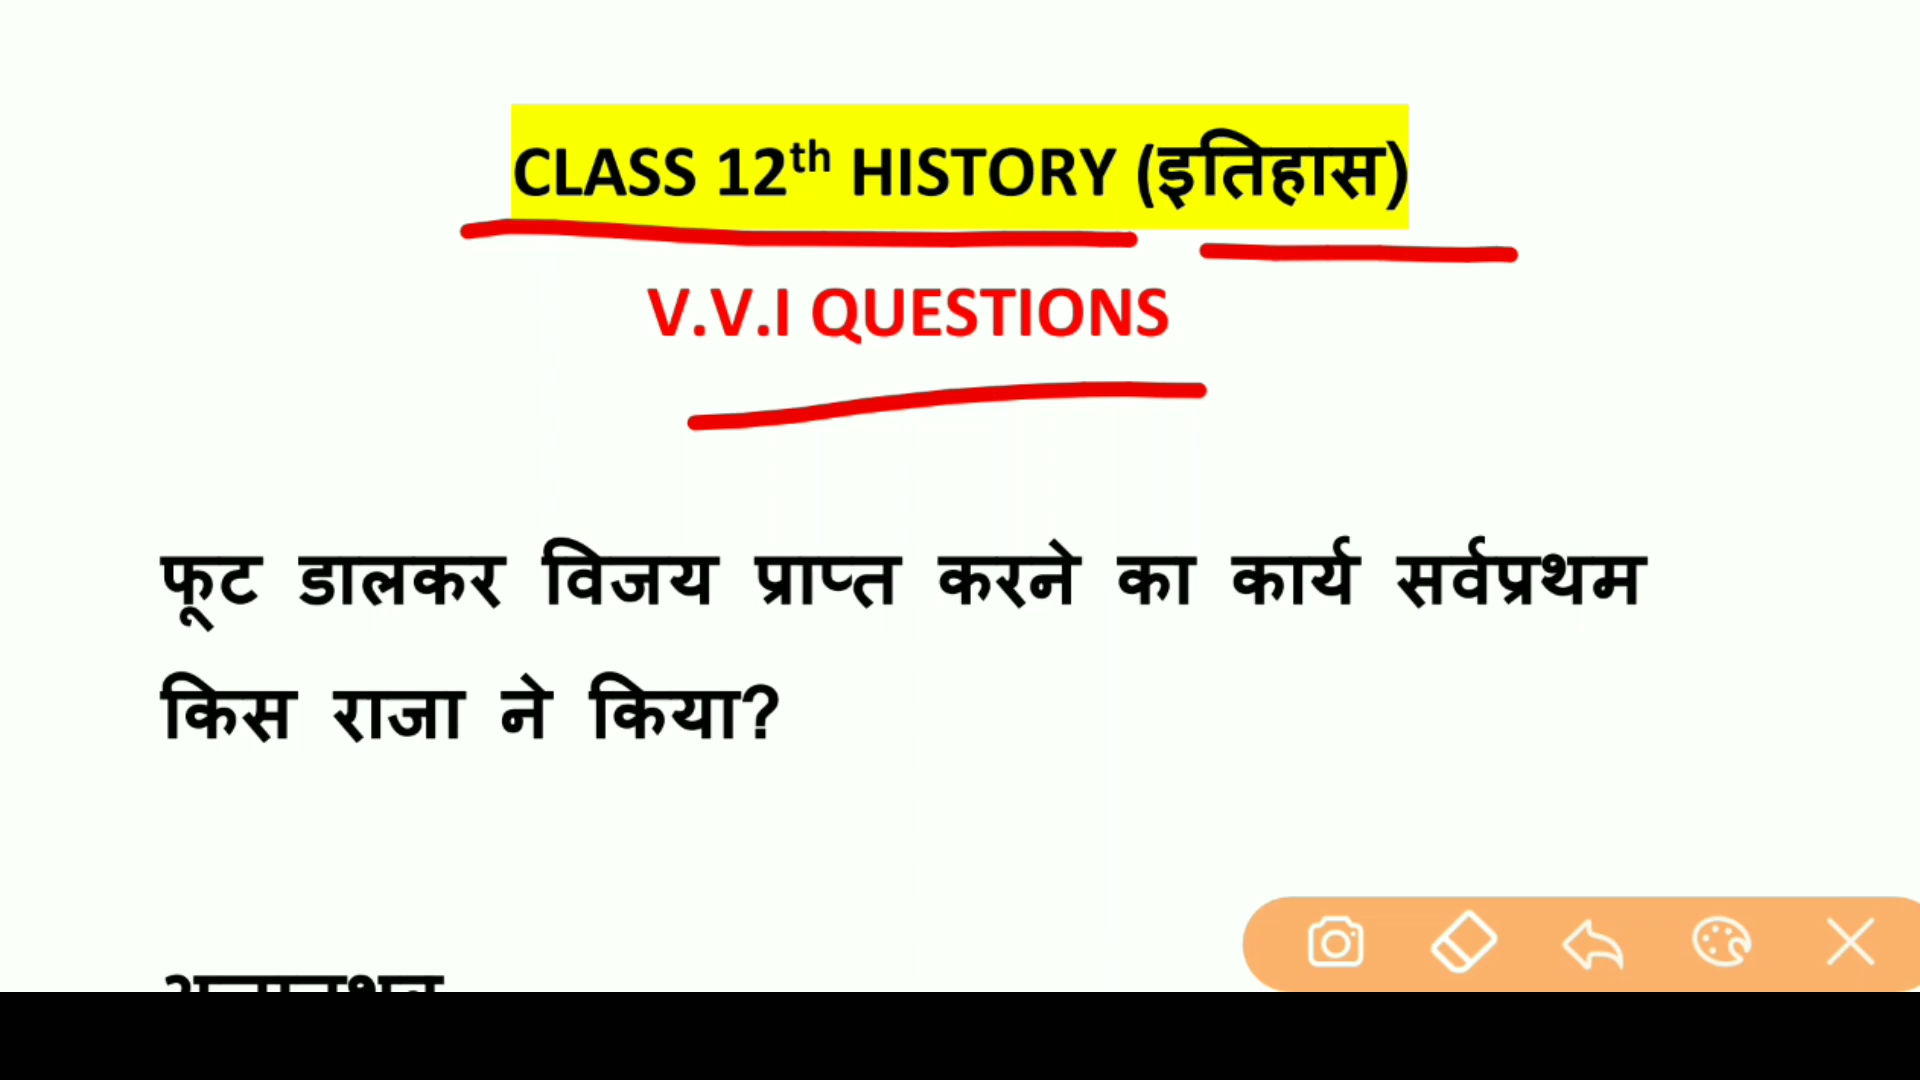 CLASS 12th HISTORY (इतिहास)
V.V.I QUESTIONS
फूट डालकर विजय प्राप्त करने का कार्य सर्वप्रथम
किस राजा ने किया?